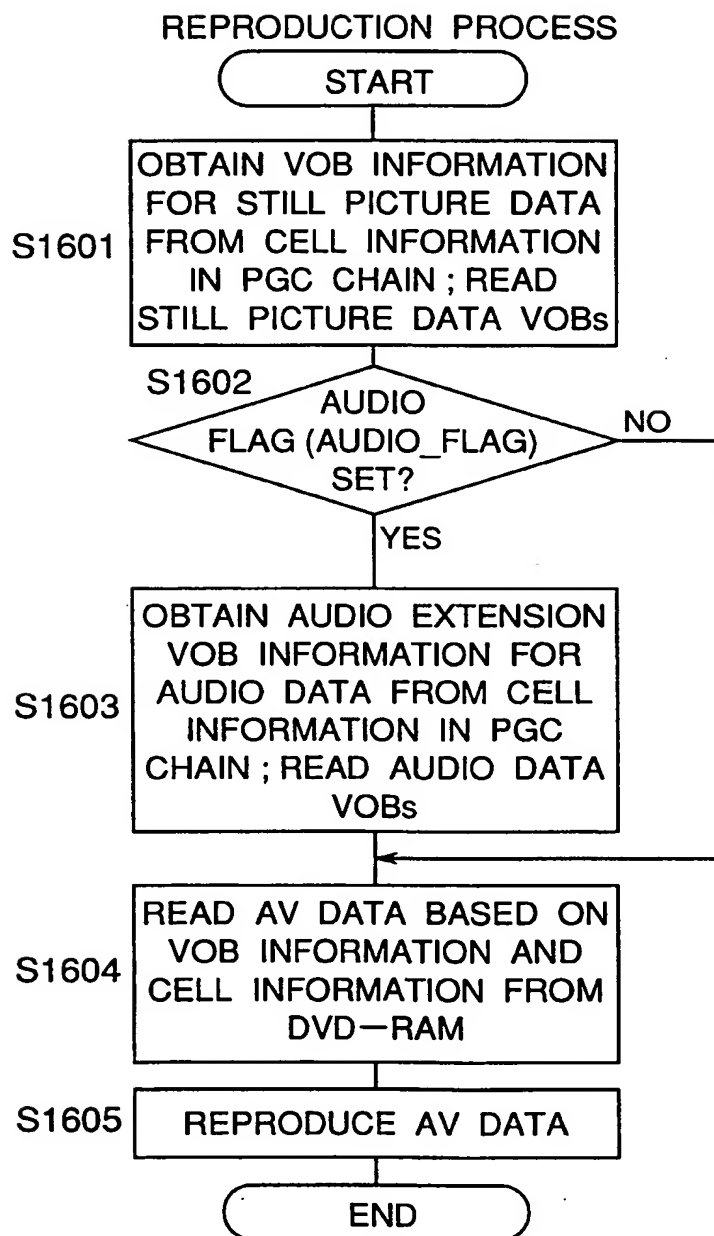 REPRODUCTION PROCESS
START
S1601
OBTAIN VOB INFORMATION
FOR STILL PICTURE DATA
FROM CELL INFORMATION
IN PGC CHAIN ; READ
STILL PICTURE DATA VOBs
S1602
AUDIO
FLAG (AUDIO_FLAG)
SET?
NO
YES
S1603
OBTAIN AUDIO EXTENSION
VOB INFORMATION FOR
AUDIO DATA FROM CELL
INFORMATION IN PGC
CHAIN ; READ AUDIO DATA
VOBs
S1604
READ AV DATA BASED ON
VOB INFORMATION AND
CELL INFORMATION FROM
DVD-RAM
S1605
REPRODUCE AV DATA
END